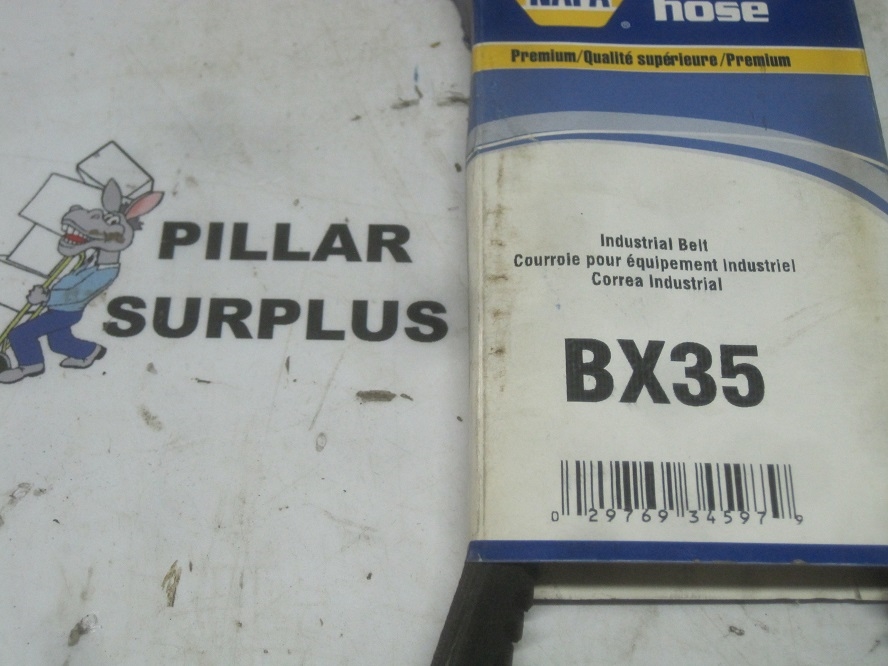 PILLAR
SURPLUS
NAPA
hose
®
Premium/Qualité supérieure/Premium
Industrial Belt
Courroie pour équipement industriel
Correa Industrial
BX35
0 29769 34597 9